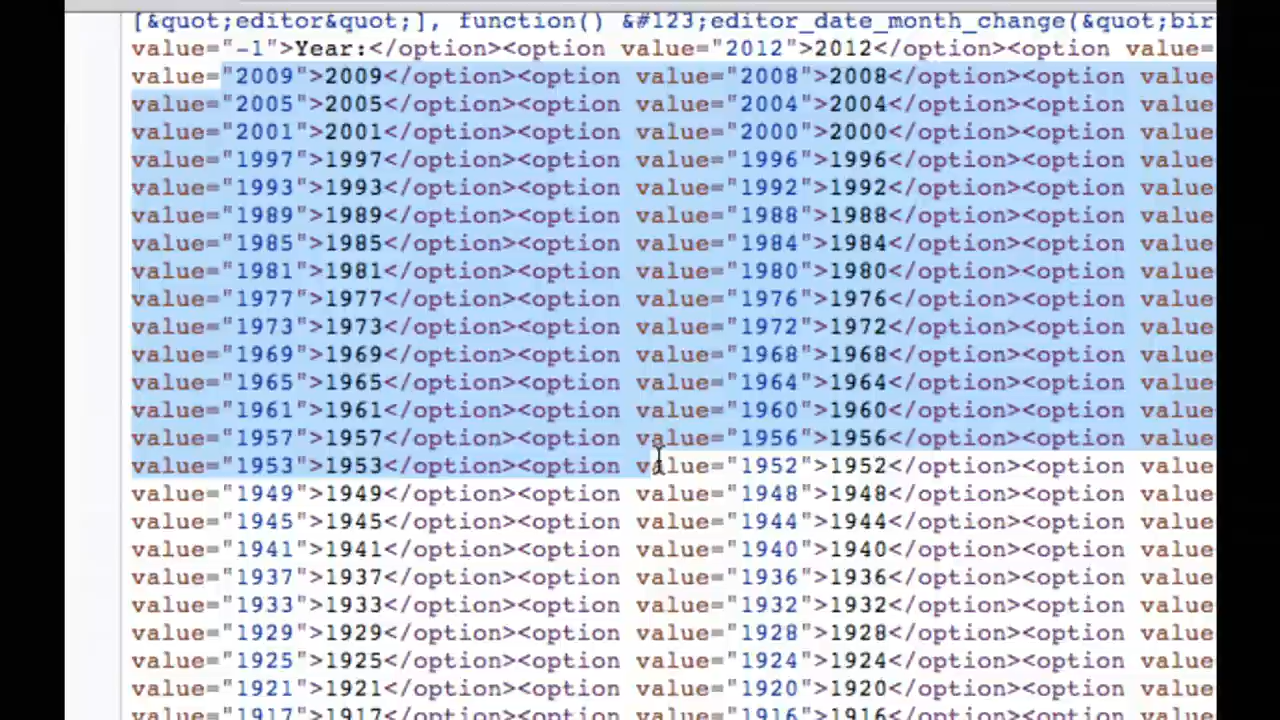 [&quot;editor&quot;], function() &#123;editor_date_month_change(&quot;bir
value="-1">Year:</option><option value="2012">2012</option><option value=
value="2009">2009</option><option value="2008">2008</option><option value
value="2005">2005</option><option value="2004">2004</option><option value
value="2001">2001</option><option value="2000">2000</option><option value
value="1997">1997</option><option value="1996">1996</option><option value
value="1993">1993</option><option value="1992">1992</option><option value
value="1989">1989</option><option value="1988">1988</option><option value
value="1985">1985</option><option value="1984">1984</option><option value
value="1981">1981</option><option value="1980">1980</option><option value
value="1977">1977</option><option value="1976">1976</option><option value
value="1973">1973</option><option value="1972">1972</option><option value
value="1969">1969</option><option value="1968">1968</option><option value
value="1965">1965</option><option value="1964">1964</option><option value
value="1961">1961</option><option value="1960">1960</option><option value
value="1957">1957</option><option value="1956">1956</option><option value
value="1953">1953</option><option value="1952">1952</option><option value
value="1949">1949</option><option value="1948">1948</option><option value
value="1945">1945</option><option value="1944">1944</option><option value
value="1941">1941</option><option value="1940">1940</option><option value
value="1937">1937</option><option value="1936">1936</option><option value
value="1933">1933</option><option value="1932">1932</option><option value
value="1929">1929</option><option value="1928">1928</option><option value
value="1925">1925</option><option value="1924">1924</option><option value
value="1921">1921</option><option value="1920">1920</option><option value
value="1917">1917</option><option value="1916">1916</option><option value